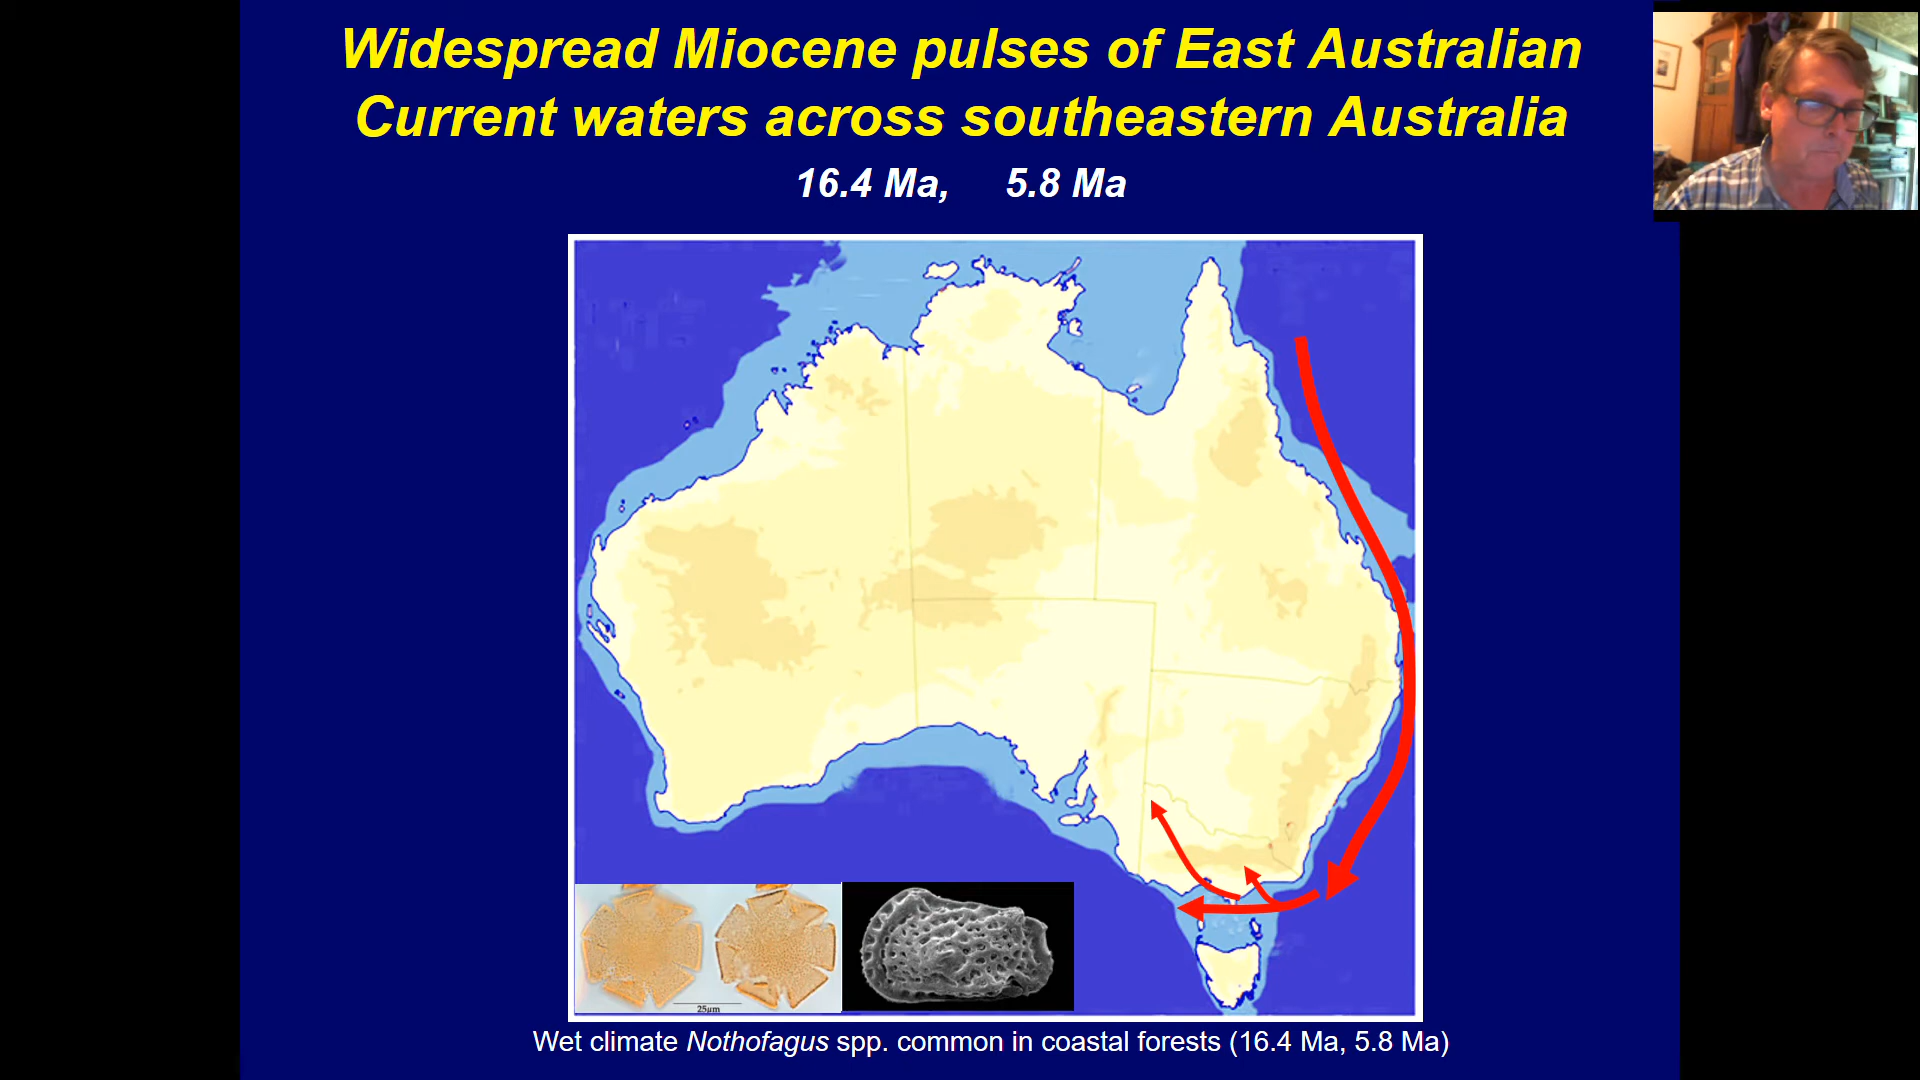 Widespread Miocene pulses of East Australian
Current waters across southeastern Australia
16.4 Ma, 5.8 Ma
25µm
Wet climate Nothofagus spp. common in coastal forests (16.4 Ma, 5.8 Ma)